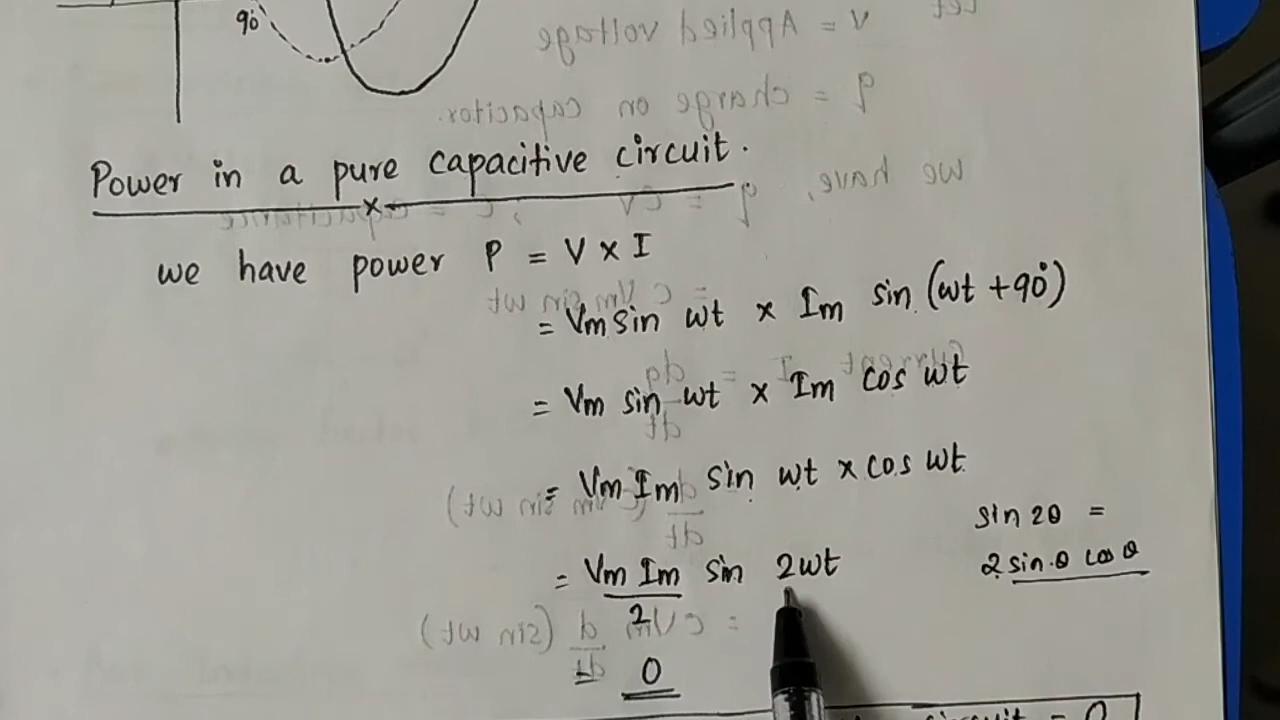 90°
Power in a pure capacitive circuit.
we have power P = V × I
= Vm sin wt × Im sin (wt + 90°)
= Vm sin wt × Im cos wt
= Vm Im sin wt × cos wt
sin 2θ =
2 sin·θ cos θ
= Vm Im sin 2wt
2
= 0
circuit = 0